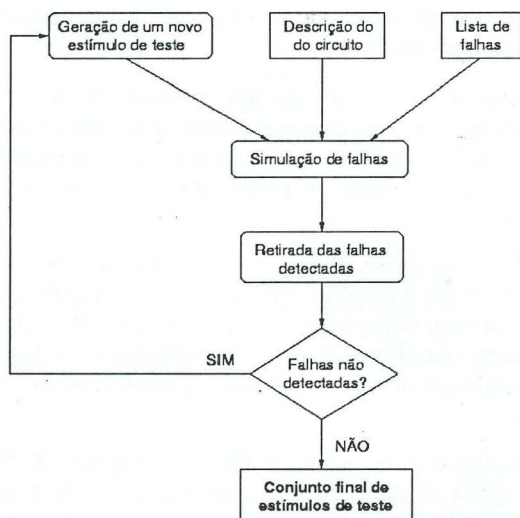 Geração de um novo
estímulo de teste
Descrição do
do circuito
Lista de
falhas
Simulação de falhas
Retirada das falhas
detectadas
SIM
Falhas não
detectadas?
NÃO
Conjunto final de
estímulos de teste